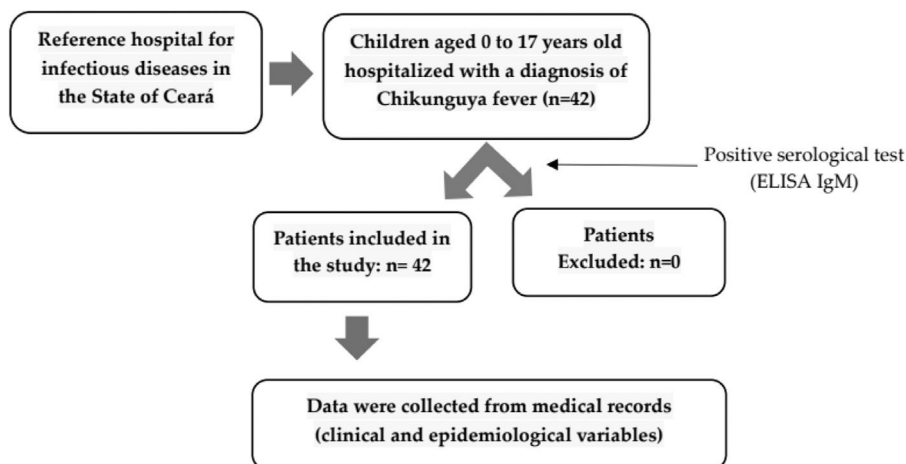 Reference hospital for
infectious diseases in
the State of Ceará
Children aged 0 to 17 years old
hospitalized with a diagnosis of
Chikunguya fever (n=42)
Positive serological test
(ELISA IgM)
Patients included in
the study: n= 42
Patients
Excluded: n=0
Data were collected from medical records
(clinical and epidemiological variables)